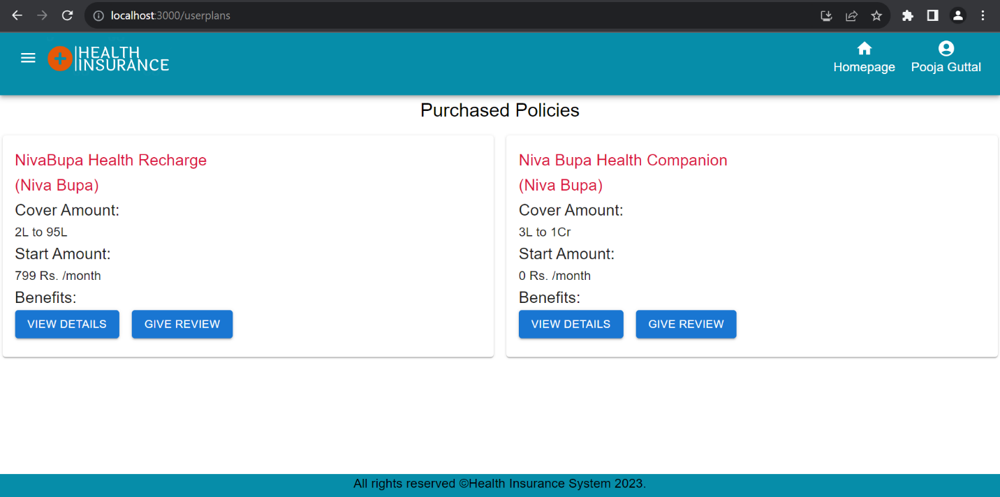 localhost:3000/userplans
HEALTH
INSURANCE
Homepage
Pooja Guttal
Purchased Policies
NivaBupa Health Recharge
(Niva Bupa)
Cover Amount:
2L to 95L
Start Amount:
799 Rs. /month
Benefits:
VIEW DETAILS
GIVE REVIEW
Niva Bupa Health Companion
(Niva Bupa)
Cover Amount:
3L to 1Cr
Start Amount:
0 Rs. /month
Benefits:
VIEW DETAILS
GIVE REVIEW
All rights reserved ©Health Insurance System 2023.